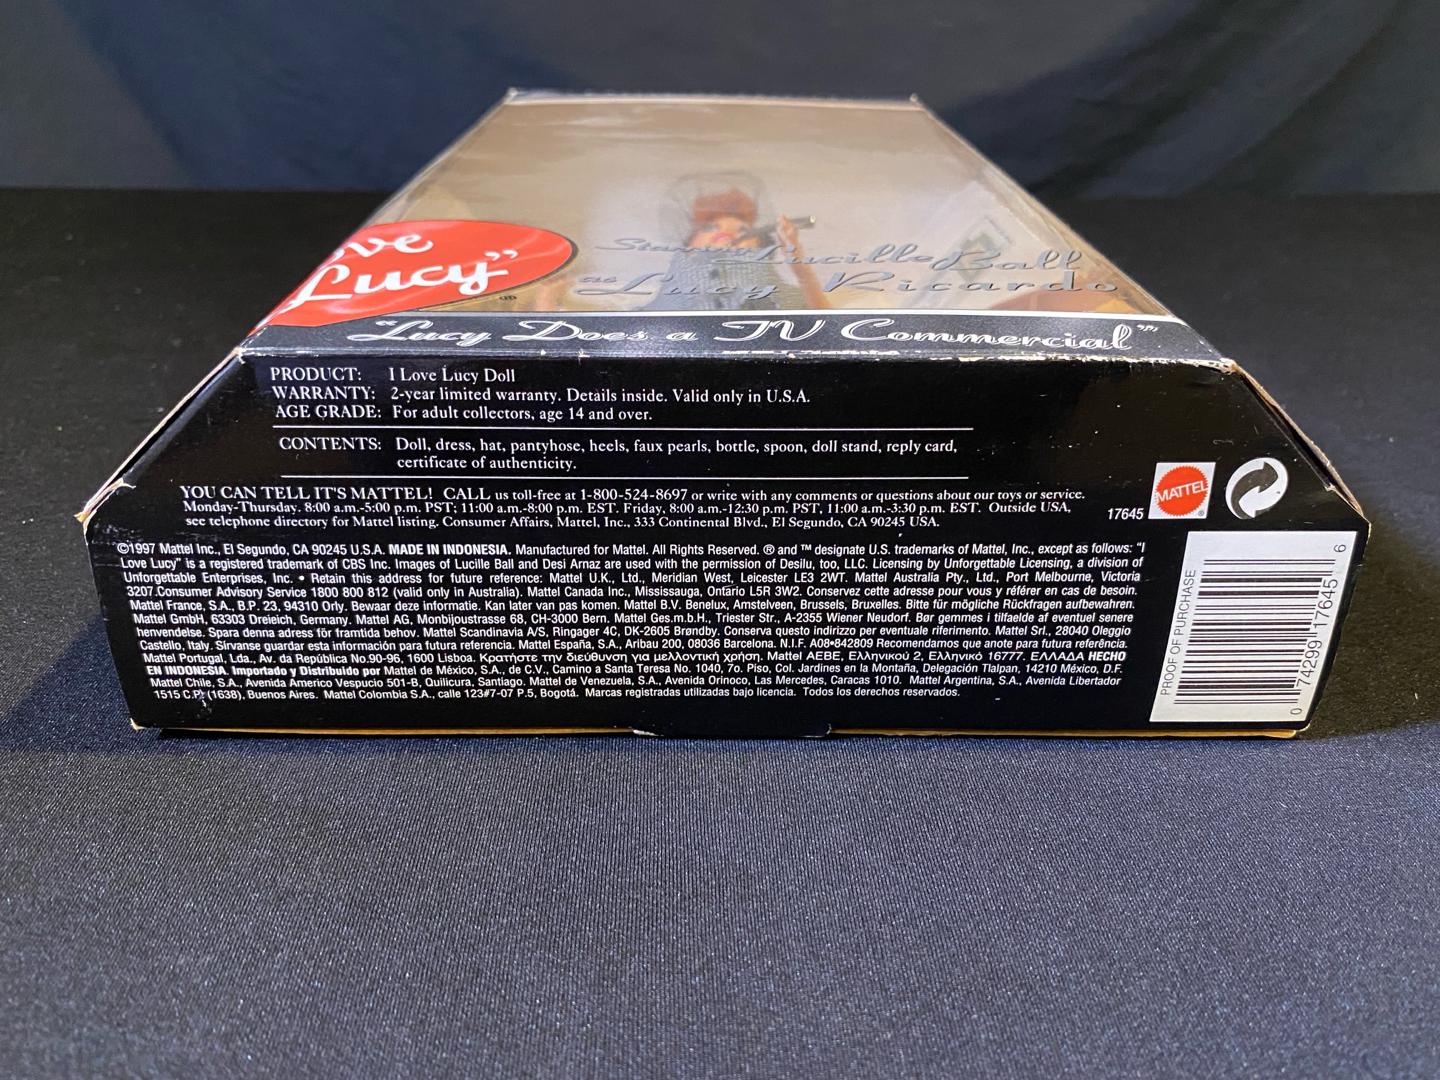 ove
Lucy”
Starring Lucille Ball
as Lucy Ricardo
“Lucy Does a TV Commercial”
PRODUCT: I Love Lucy Doll
WARRANTY: 2-year limited warranty. Details inside. Valid only in U.S.A.
AGE GRADE: For adult collectors, age 14 and over.
CONTENTS: Doll, dress, hat, pantyhose, heels, faux pearls, bottle, spoon, doll stand, reply card,
certificate of authenticity.
YOU CAN TELL IT'S MATTEL! CALL us toll-free at 1-800-524-8697 or write with any comments or questions about our toys or service.
Monday-Thursday. 8:00 a.m.-5:00 p.m. PST; 11:00 a.m.-8:00 p.m. EST. Friday, 8:00 a.m.-12:30 p.m. PST, 11:00 a.m.-3:30 p.m. EST. Outside USA,
see telephone directory for Mattel listing. Consumer Affairs, Mattel, Inc., 333 Continental Blvd., El Segundo, CA 90245 USA.
17645
MATTEL
©1997 Mattel Inc., El Segundo, CA 90245 U.S.A. MADE IN INDONESIA. Manufactured for Mattel. All Rights Reserved. ® and ™ designate U.S. trademarks of Mattel, Inc., except as follows: “I
Love Lucy” is a registered trademark of CBS Inc. Images of Lucille Ball and Desi Arnaz are used with the permission of Desilu, too, LLC. Licensing by Unforgettable Licensing, a division of
Unforgettable Enterprises, Inc. • Retain this address for future reference: Mattel U.K., Ltd., Meridian West, Leicester LE3 2WT. Mattel Australia Pty., Ltd., Port Melbourne, Victoria
3207.Consumer Advisory Service 1800 800 812 (valid only in Australia). Mattel Canada Inc., Mississauga, Ontario L5R 3W2. Conservez cette adresse pour vous y référer en cas de besoin.
Mattel France, S.A., B.P. 23, 94310 Orly. Bewaar deze informatie. Kan later van pas komen. Mattel B.V. Benelux, Amstelveen, Brussels, Bruxelles. Bitte für mögliche Rückfragen aufbewahren.
Mattel GmbH, 63303 Dreieich, Germany. Mattel AG, Monbijoustrasse 68, CH-3000 Bern. Mattel Ges.m.b.H., Triester Str., A-2355 Wiener Neudorf. Bør gemmes i tilfaelde af eventuel senere
henvendelse. Spara denna adress för framtida behov. Mattel Scandinavia A/S, Ringager 4C, DK-2605 Brøndby. Conserva questo indirizzo per eventuale riferimento. Mattel Srl., 28040 Oleggio
Castello, Italy. Sírvanse guardar esta información para futura referencia. Mattel España, S.A., Aribau 200, 08036 Barcelona. N.I.F. A08•842809 Recomendamos que anote para futura referência.
Mattel Portugal, Lda., Av. da República No.90-96, 1600 Lisboa. Κρατήστε την διεύθυνση για μελλοντική χρήση. Mattel AEBE, Ελληνικού 2, Ελληνικό 16777. ΕΛΛΑΔΑ HECHO
EN INDONESIA. Importado y Distribuido por Mattel de México, S.A., de C.V., Camino a Santa Teresa No. 1040, 7o. Piso, Col. Jardines en la Montaña, Delegación Tlalpan, 14210 México, D.F.
Mattel Chile, S.A., Avenida Americo Vespucio 501-B, Quilicura, Santiago. Mattel de Venezuela, S.A., Avenida Orinoco, Las Mercedes, Caracas 1010. Mattel Argentina, S.A., Avenida Libertador
1515 C.P. (1638), Buenos Aires. Mattel Colombia S.A., calle 123#7-07 P.5, Bogotá. Marcas registradas utilizadas bajo licencia. Todos los derechos reservados.
PROOF OF PURCHASE
0 74299 17645 6